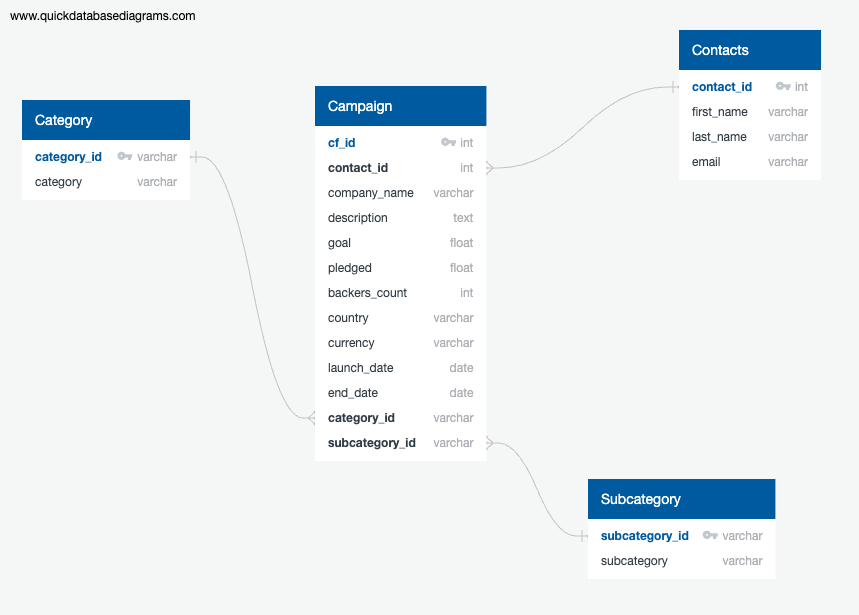 www.quickdatabasediagrams.com
Category
category_id varchar
category varchar
Campaign
cf_id int
contact_id int
company_name varchar
description text
goal float
pledged float
backers_count int
country varchar
currency varchar
launch_date date
end_date date
category_id varchar
subcategory_id varchar
Contacts
contact_id int
first_name varchar
last_name varchar
email varchar
Subcategory
subcategory_id varchar
subcategory varchar